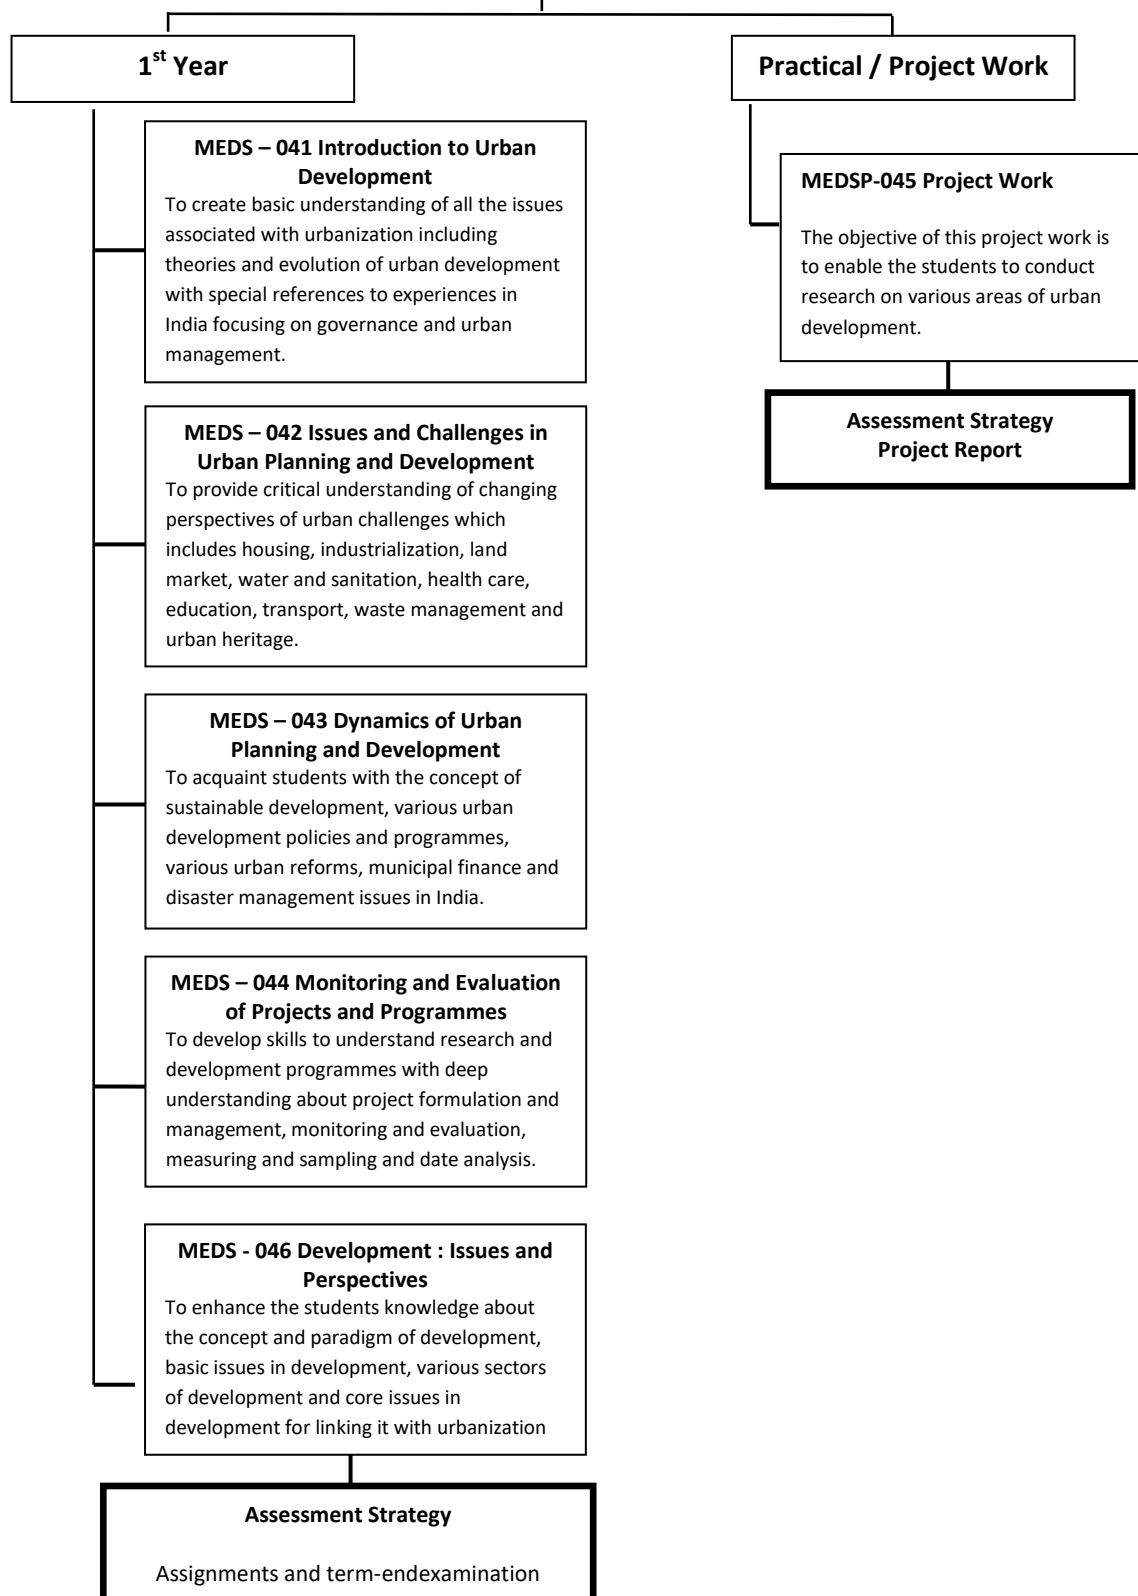 1st Year
MEDS – 041 Introduction to Urban
Development
To create basic understanding of all the issues
associated with urbanization including
theories and evolution of urban development
with special references to experiences in
India focusing on governance and urban
management.
MEDS – 042 Issues and Challenges in
Urban Planning and Development
To provide critical understanding of changing
perspectives of urban challenges which
includes housing, industrialization, land
market, water and sanitation, health care,
education, transport, waste management and
urban heritage.
MEDS – 043 Dynamics of Urban
Planning and Development
To acquaint students with the concept of
sustainable development, various urban
development policies and programmes,
various urban reforms, municipal finance and
disaster management issues in India.
MEDS – 044 Monitoring and Evaluation
of Projects and Programmes
To develop skills to understand research and
development programmes with deep
understanding about project formulation and
management, monitoring and evaluation,
measuring and sampling and date analysis.
MEDS - 046 Development : Issues and
Perspectives
To enhance the students knowledge about
the concept and paradigm of development,
basic issues in development, various sectors
of development and core issues in
development for linking it with urbanization
Assessment Strategy
Assignments and term-endexamination
Practical / Project Work
MEDSP-045 Project Work
The objective of this project work is
to enable the students to conduct
research on various areas of urban
development.
Assessment Strategy
Project Report